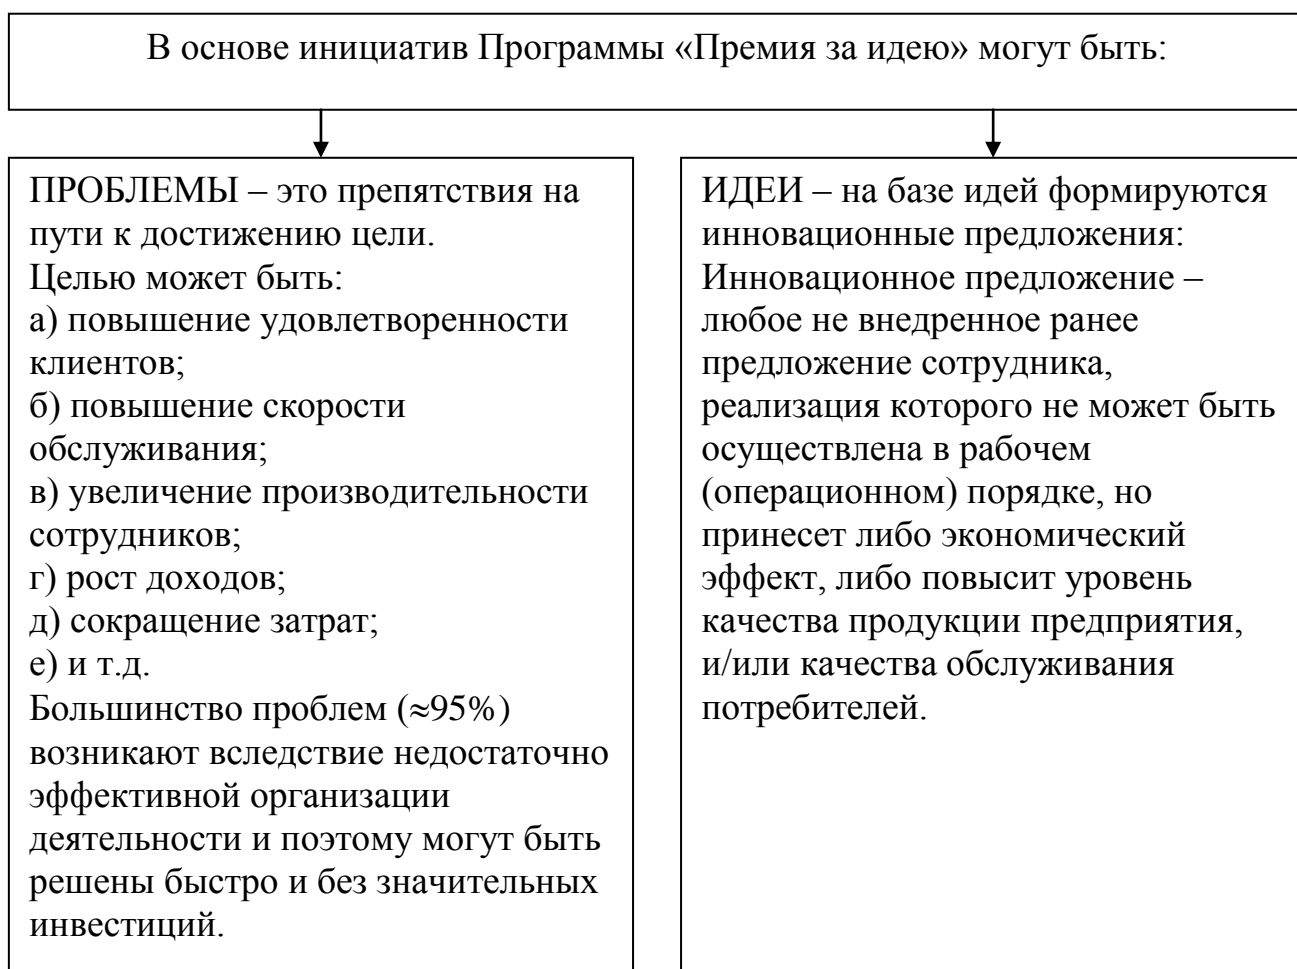 В основе инициатив Программы «Премия за идею» могут быть:
ПРОБЛЕМЫ – это препятствия на
пути к достижению цели.
Целью может быть:
а) повышение удовлетворенности
клиентов;
б) повышение скорости
обслуживания;
в) увеличение производительности
сотрудников;
г) рост доходов;
д) сокращение затрат;
е) и т.д.
Большинство проблем (≈95%)
возникают вследствие недостаточно
эффективной организации
деятельности и поэтому могут быть
решены быстро и без значительных
инвестиций.
ИДЕИ – на базе идей формируются
инновационные предложения:
Инновационное предложение –
любое не внедренное ранее
предложение сотрудника,
реализация которого не может быть
осуществлена в рабочем
(операционном) порядке, но
принесет либо экономический
эффект, либо повысит уровень
качества продукции предприятия,
и/или качества обслуживания
потребителей.